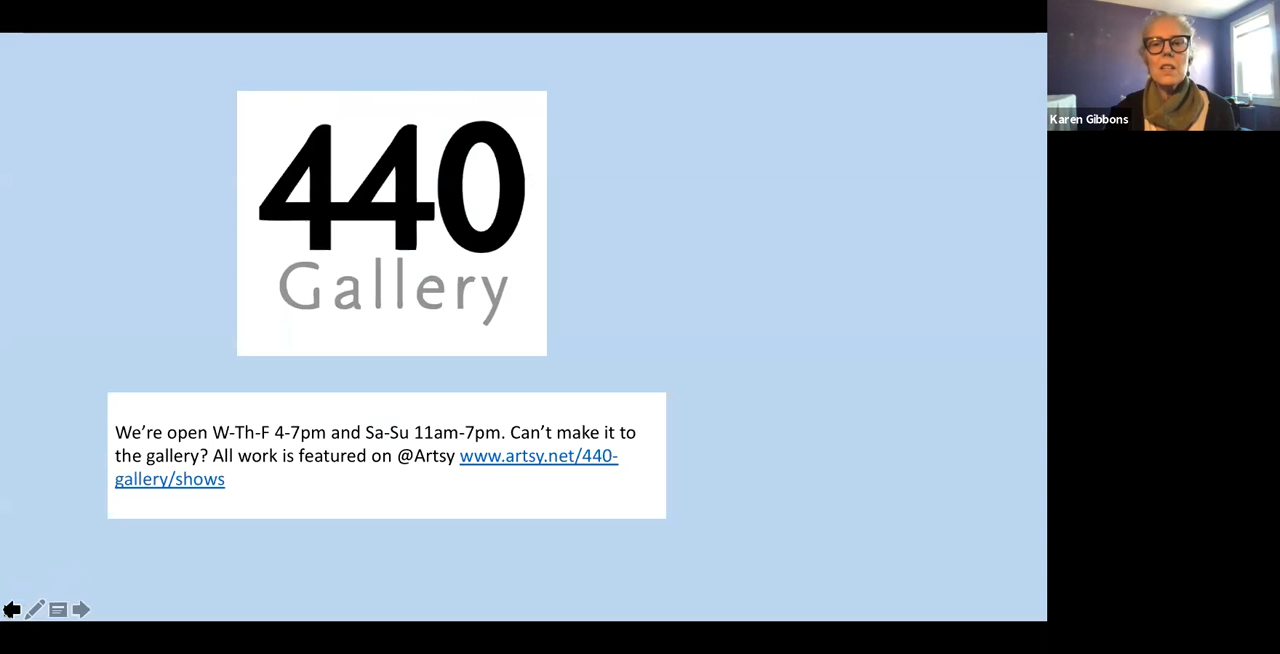 440
Gallery
We’re open W-Th-F 4-7pm and Sa-Su 11am-7pm. Can’t make it to
the gallery? All work is featured on @Artsy www.artsy.net/440-
gallery/shows
Karen Gibbons